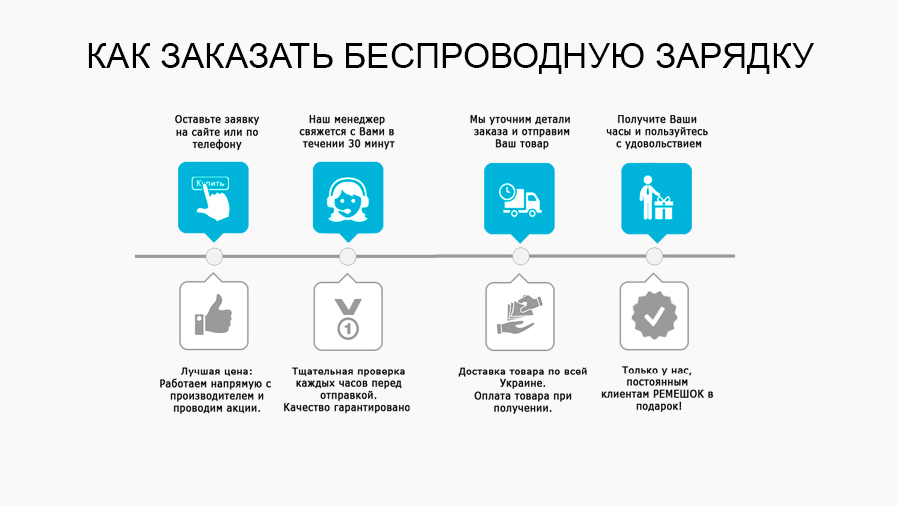 КАК ЗАКАЗАТЬ БЕСПРОВОДНУЮ ЗАРЯДКУ
Оставьте заявку
на сайте или по
телефону
Наш менеджер
свяжется с Вами в
течении 30 минут
Мы уточним детали
заказа и отправим
Ваш товар
Получите Ваши
часы и пользуйтесь
с удовольствием
Купить
1
Лучшая цена:
Работаем напрямую с
производителем и
проводим акции.
Тщательная проверка
каждых часов перед
отправкой.
Качество гарантировано
Доставка товара по всей
Украине.
Оплата товара при
получении.
Только у нас,
постоянным
клиентам РЕМЕШОК в
подарок!